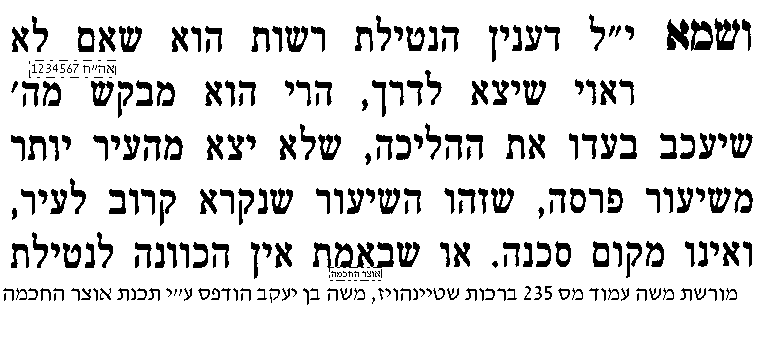 ושמא י״ל דענין הנטילת רשות הוא שאם לא
אה״ח 1234567
ראוי שיצא לדרך, הרי הוא מבקש מה׳
שיעכב בעדו את ההליכה, שלא יצא מהעיר יותר
משיעור פרסה, שזהו השיעור שנקרא קרוב לעיר,
ואינו מקום סכנה. או שבאמת אין הכוונה לנטילת
אוצר החכמה
מורשת משה עמוד מס 235 ברכות שטיינהויז, משה בן יעקב הודפס ע״י תכנת אוצר החכמה